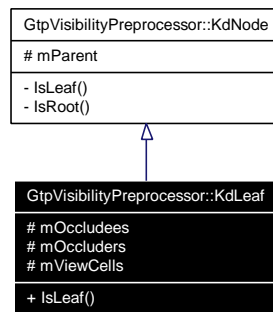 GtpVisibilityPreprocessor::KdNode
# mParent
- IsLeaf()
- IsRoot()
GtpVisibilityPreprocessor::KdLeaf
# mOccludees
# mOccluders
# mViewCells
+ IsLeaf()